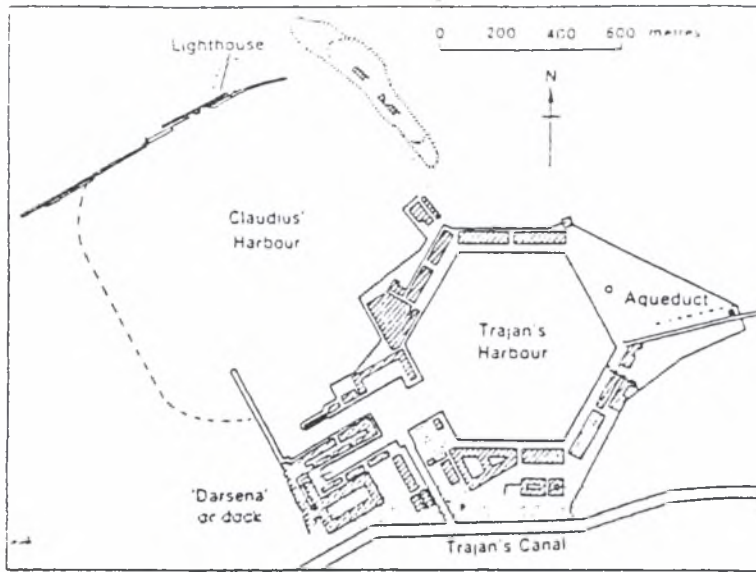 Lighthouse
0 200 400 600 metres
N
Claudius'
Harbour
Aqueduct
Trajan's
Harbour
'Darsena'
or dock
Trajan's Canal